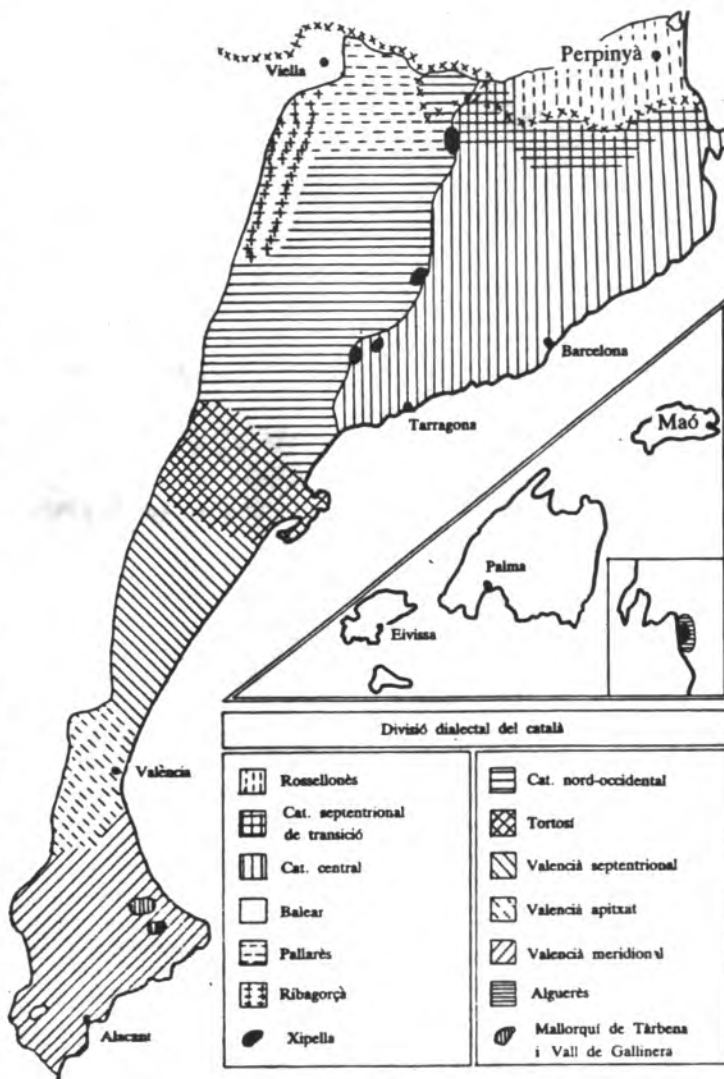 Viella
Perpinyà
Barcelona
Tarragona
Maó
Palma
Eivissa
València
Alacant
Divisió dialectal del català
Rossellonès
Cat. septentrional
de transició
Cat. central
Balear
Pallarès
Ribagorçà
Xipella
Cat. nord-occidental
Tortosí
Valencià septentrional
Valencià apitxat
Valencià meridional
Alguerès
Mallorquí de Tàrbena
i Vall de Gallinera